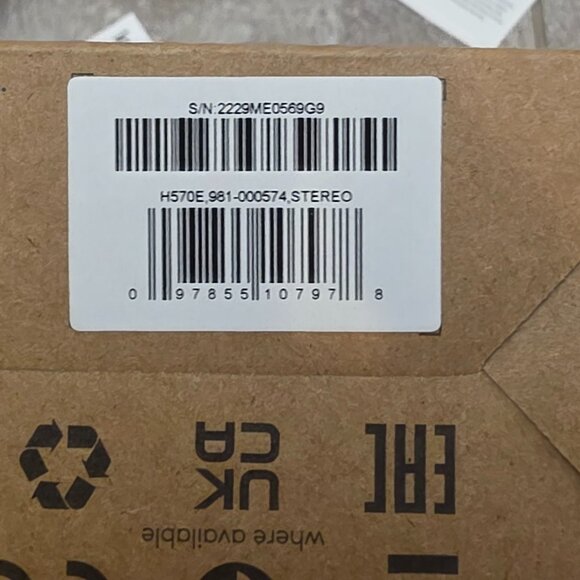 S/N:2229ME0569G9
H570E,981-000574,STEREO
0 97855 10797 8
UK
CA
EAC
where available